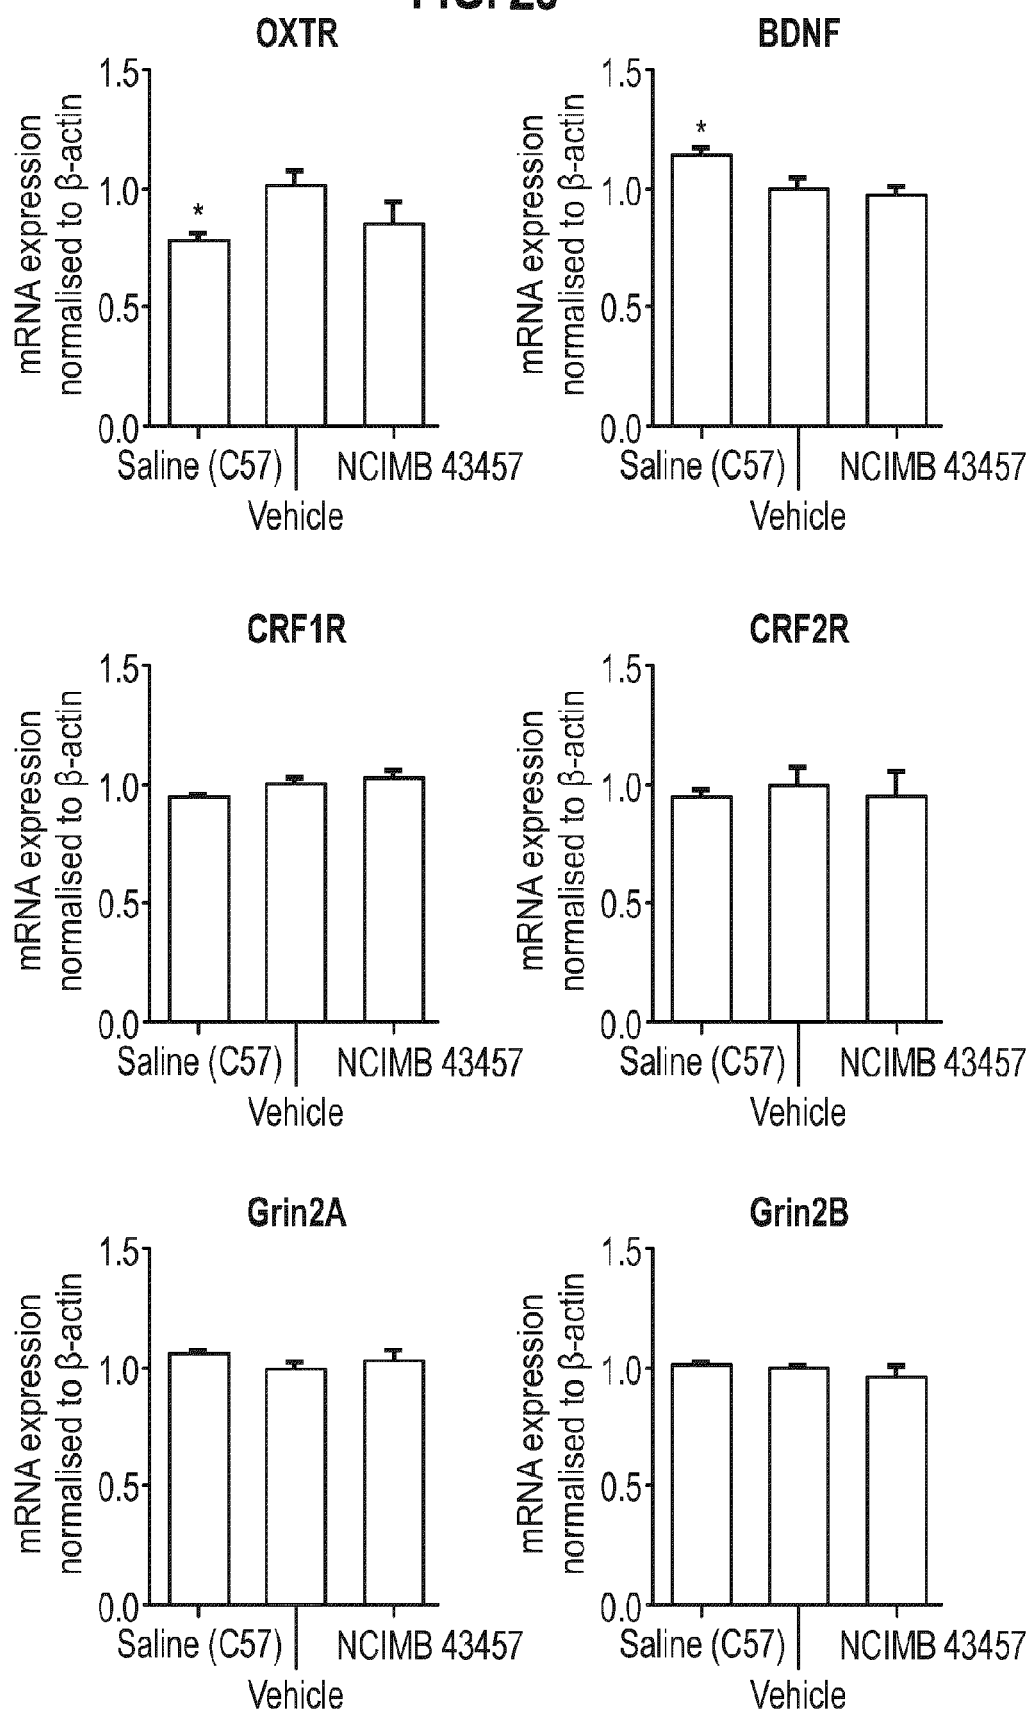 OXTR
mRNA expression
normalised to β-actin
1.5
1.0
0.5
0.0
*
Saline (C57)
NCIMB 43457
Vehicle
BDNF
mRNA expression
normalised to β-actin
1.5
1.0
0.5
0.0
*
Saline (C57)
NCIMB 43457
Vehicle
CRF1R
mRNA expression
normalised to β-actin
1.5
1.0
0.5
0.0
Saline (C57)
NCIMB 43457
Vehicle
CRF2R
mRNA expression
normalised to β-actin
1.5
1.0
0.5
0.0
Saline (C57)
NCIMB 43457
Vehicle
Grin2A
mRNA expression
normalised to β-actin
1.5
1.0
0.5
0.0
Saline (C57)
NCIMB 43457
Vehicle
Grin2B
mRNA expression
normalised to β-actin
1.5
1.0
0.5
0.0
Saline (C57)
NCIMB 43457
Vehicle